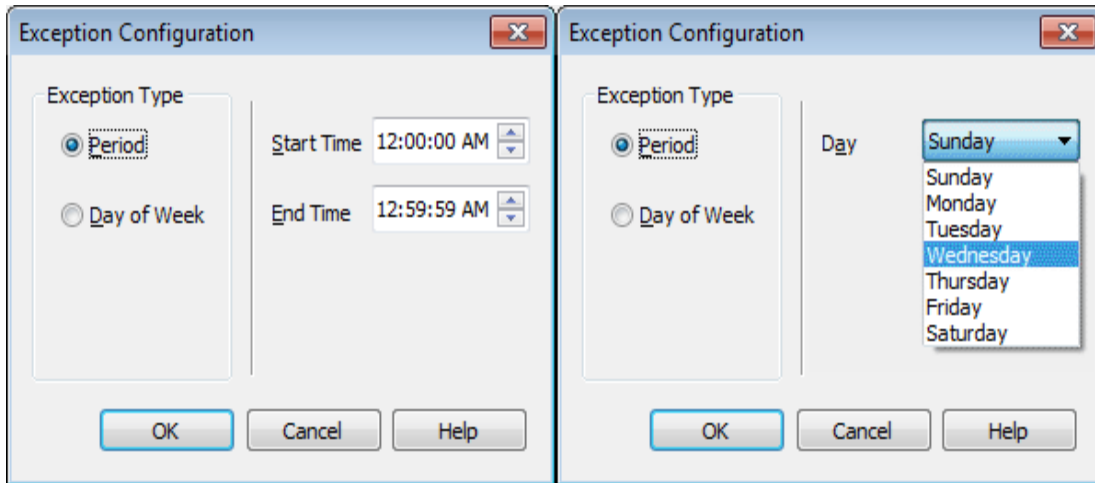 Exception Configuration
Exception Type
Period
Day of Week
Start Time 12:00:00 AM
End Time 12:59:59 AM
OK Cancel Help
Exception Configuration
Exception Type
Period
Day of Week
Day Sunday
Sunday
Monday
Tuesday
Wednesday
Thursday
Friday
Saturday
OK Cancel Help